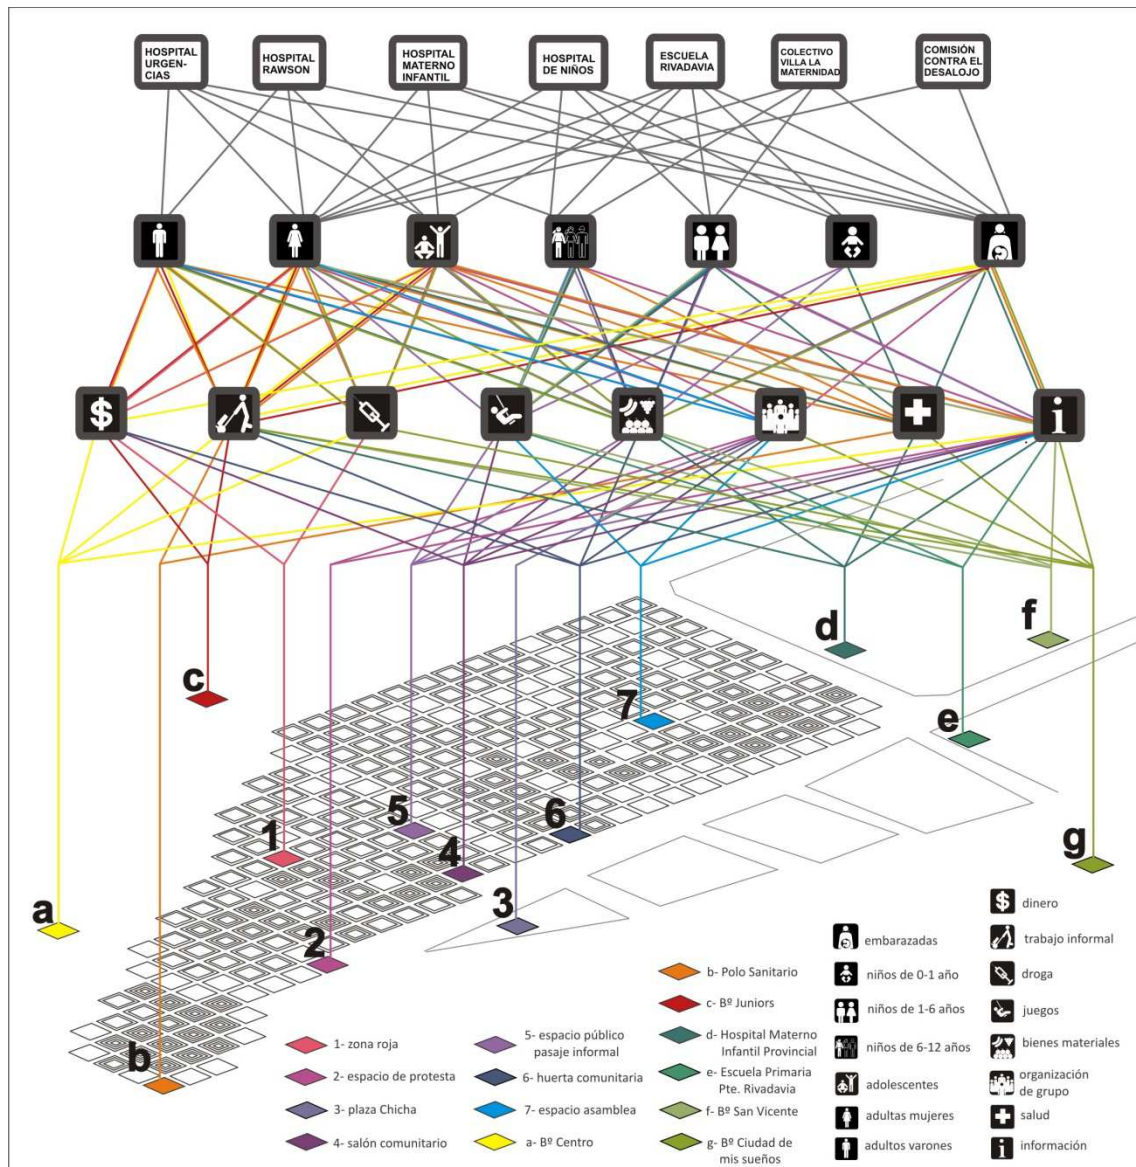 HOSPITAL
URGEN-
CIAS
HOSPITAL
RAWSON
HOSPITAL
MATERNO
INFANTIL
HOSPITAL
DE NIÑOS
ESCUELA
RIVADAVIA
COLECTIVO
VILLA LA
MATERNIDAD
COMISIÓN
CONTRA EL
DESALOJO
$
i
a
b
c
1
2
5
4
3
6
7
d
e
f
g
1- zona roja
2- espacio de protesta
3- plaza Chicha
4- salón comunitario
5- espacio público
pasaje informal
6- huerta comunitaria
7- espacio asamblea
a- Bº Centro
b- Polo Sanitario
c- Bº Juniors
d- Hospital Materno
Infantil Provincial
e- Escuela Primaria
Pte. Rivadavia
f- Bº San Vicente
g- Bº Ciudad de
mis sueños
embarazadas
niños de 0-1 año
niños de 1-6 años
niños de 6-12 años
adolescentes
adultas mujeres
adultos varones
$ dinero
trabajo informal
droga
juegos
bienes materiales
organización
de grupo
salud
i información